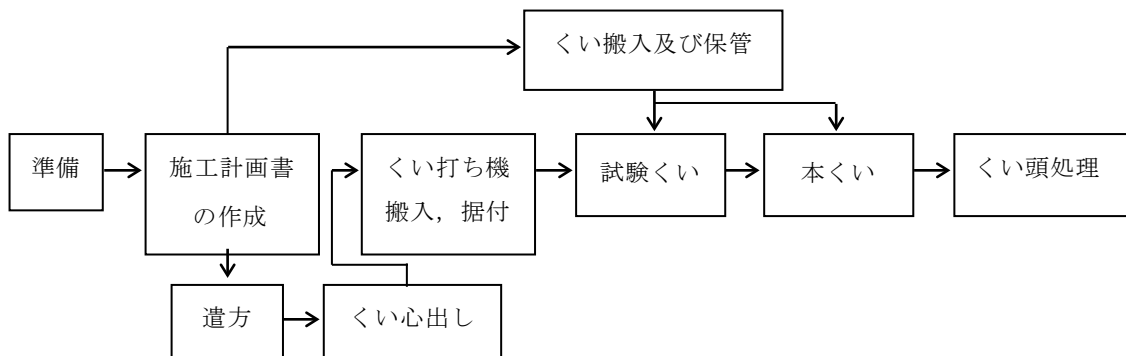 くい搬入及び保管
準備
施工計画書
の作成
くい打ち機
搬入，据付
試験くい
本くい
くい頭処理
遣方
くい心出し